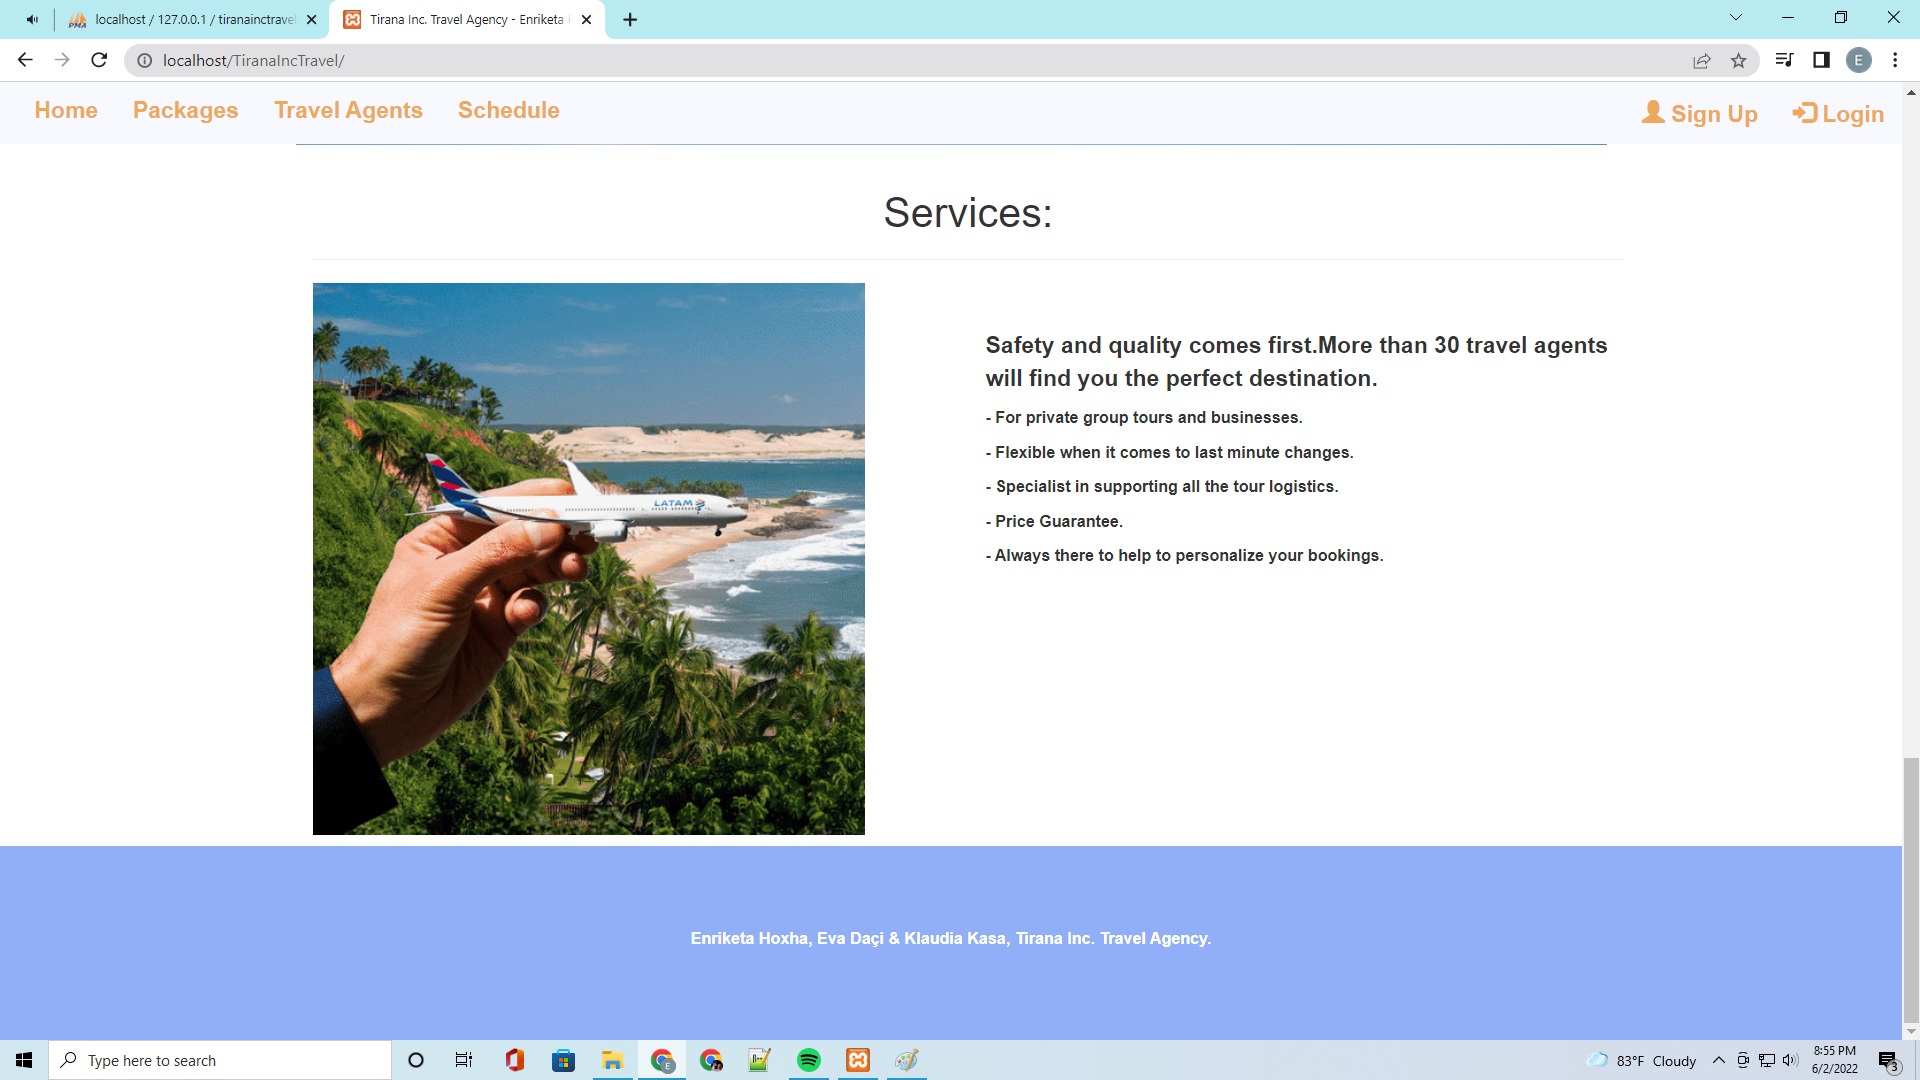 localhost / 127.0.0.1 / tiranainctrave
Tirana Inc. Travel Agency - Enriketa
localhost/TiranaIncTravel/
E
Home Packages Travel Agents Schedule Sign Up Login
Services:
LATAM
Safety and quality comes first.More than 30 travel agents
will find you the perfect destination.
- For private group tours and businesses.
- Flexible when it comes to last minute changes.
- Specialist in supporting all the tour logistics.
- Price Guarantee.
- Always there to help to personalize your bookings.
Enriketa Hoxha, Eva Daçi & Klaudia Kasa, Tirana Inc. Travel Agency.
Type here to search
83°F Cloudy
8:55 PM
6/2/2022
3